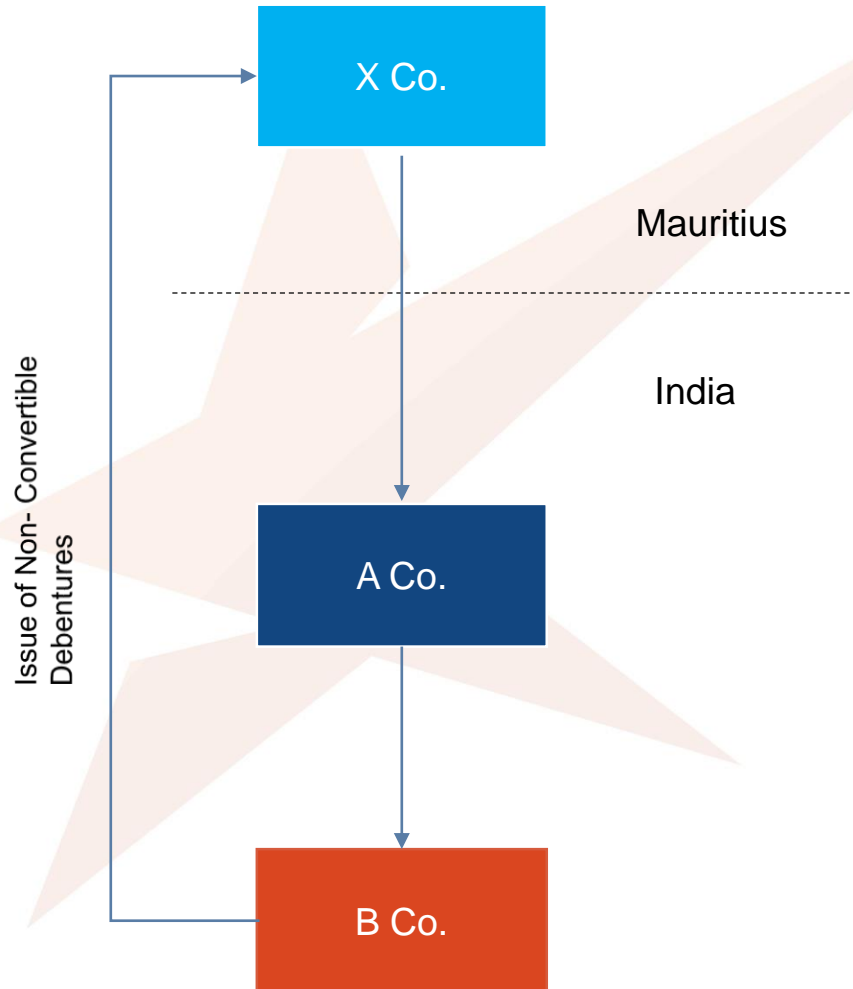 X Co.
Mauritius
India
Issue of Non- Convertible
Debentures
A Co.
B Co.